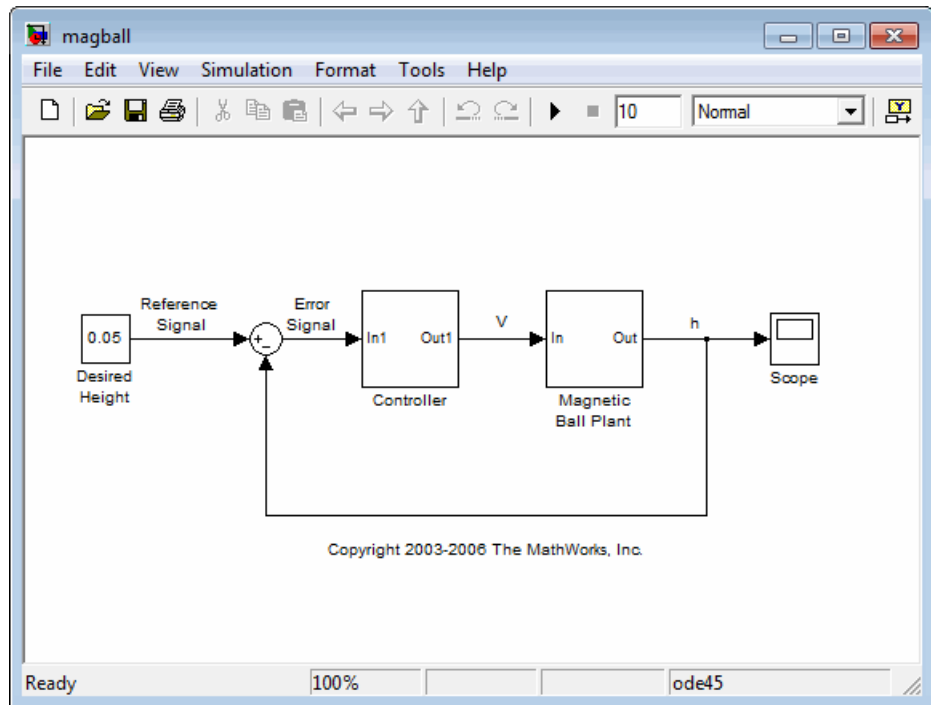 magball
File Edit View Simulation Format Tools Help
10 Normal
Reference
Signal
Error
Signal
0.05
+
-
In1 Out1
V
In Out
h
Desired
Height
Controller
Magnetic
Ball Plant
Scope
Copyright 2003-2006 The MathWorks, Inc.
Ready 100% ode45